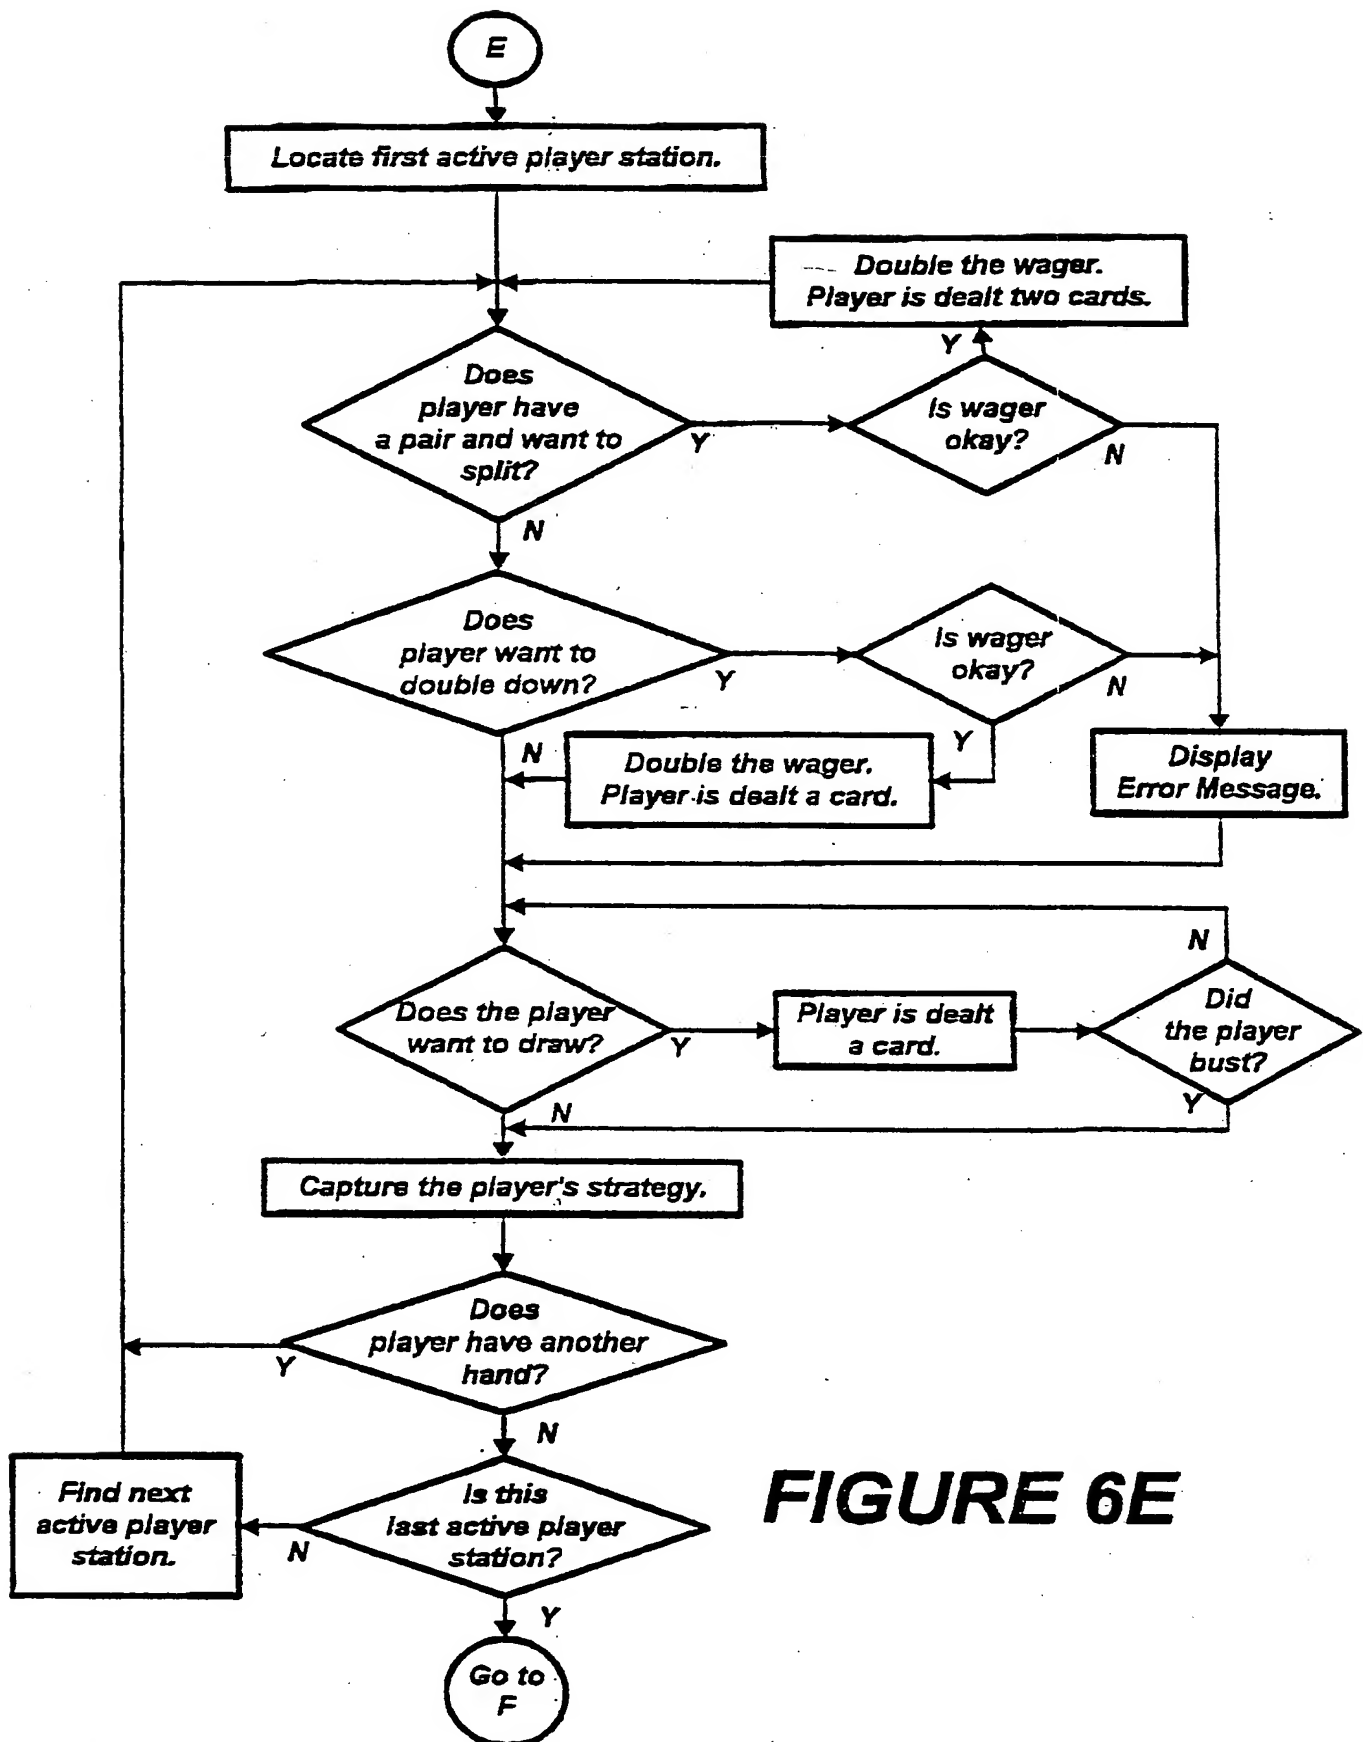 E
Locate first active player station.
Double the wager.
Player is dealt two cards.
Y
Does
player have
a pair and want to
split?
Y
Is wager
okay?
N
N
Does
player want to
double down?
Y
Is wager
okay?
N
Y
N
Double the wager.
Player is dealt a card.
Display
Error Message.
N
Does the player
want to draw?
Y
Player is dealt
a card.
Did
the player
bust?
Y
N
Capture the player's strategy.
Does
player have another
hand?
Y
N
Find next
active player
station.
Is this
last active player
station?
N
Y
Go to
F
FIGURE 6E